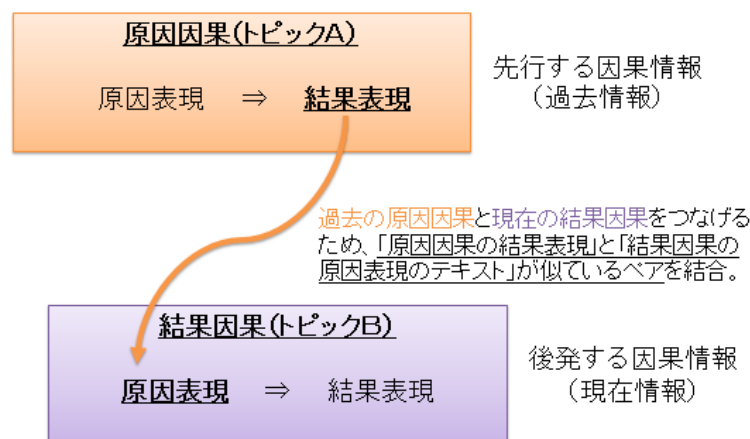 原因因果(トピックA)
原因表現 ⇒ 結果表現
先行する因果情報
（過去情報）
過去の原因因果と現在の結果因果をつなげる
ため、「原因因果の結果表現」と「結果因果の
原因表現のテキスト」が似ているペアを結合。
結果因果(トピックB)
原因表現 ⇒ 結果表現
後発する因果情報
（現在情報）